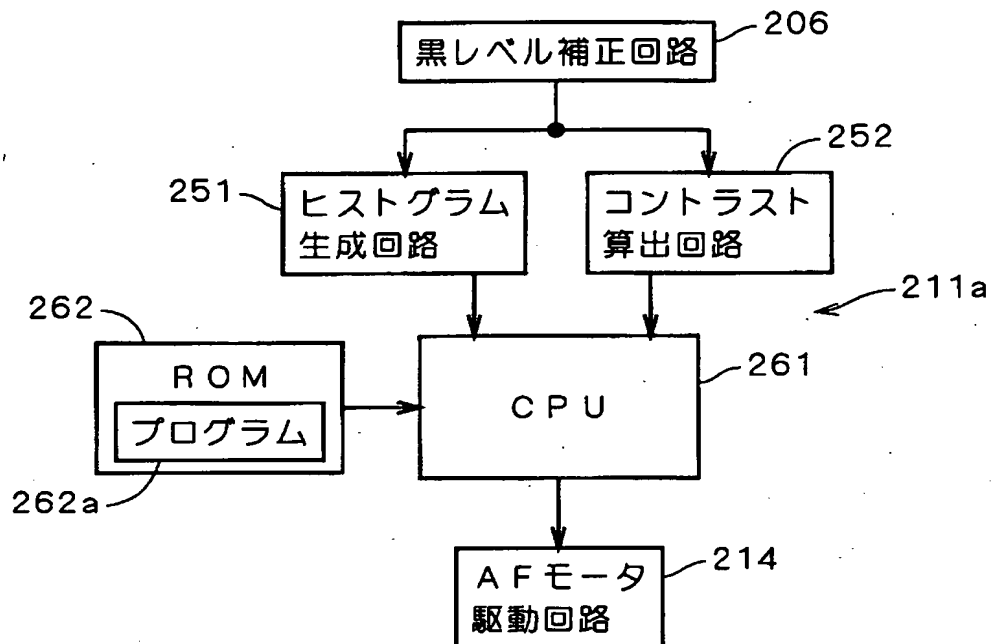 206
黒レベル補正回路
252
251
ヒストグラム
生成回路
コントラスト
算出回路
211a
262
261
ROM
プログラム
CPU
262a
214
AFモータ
駆動回路